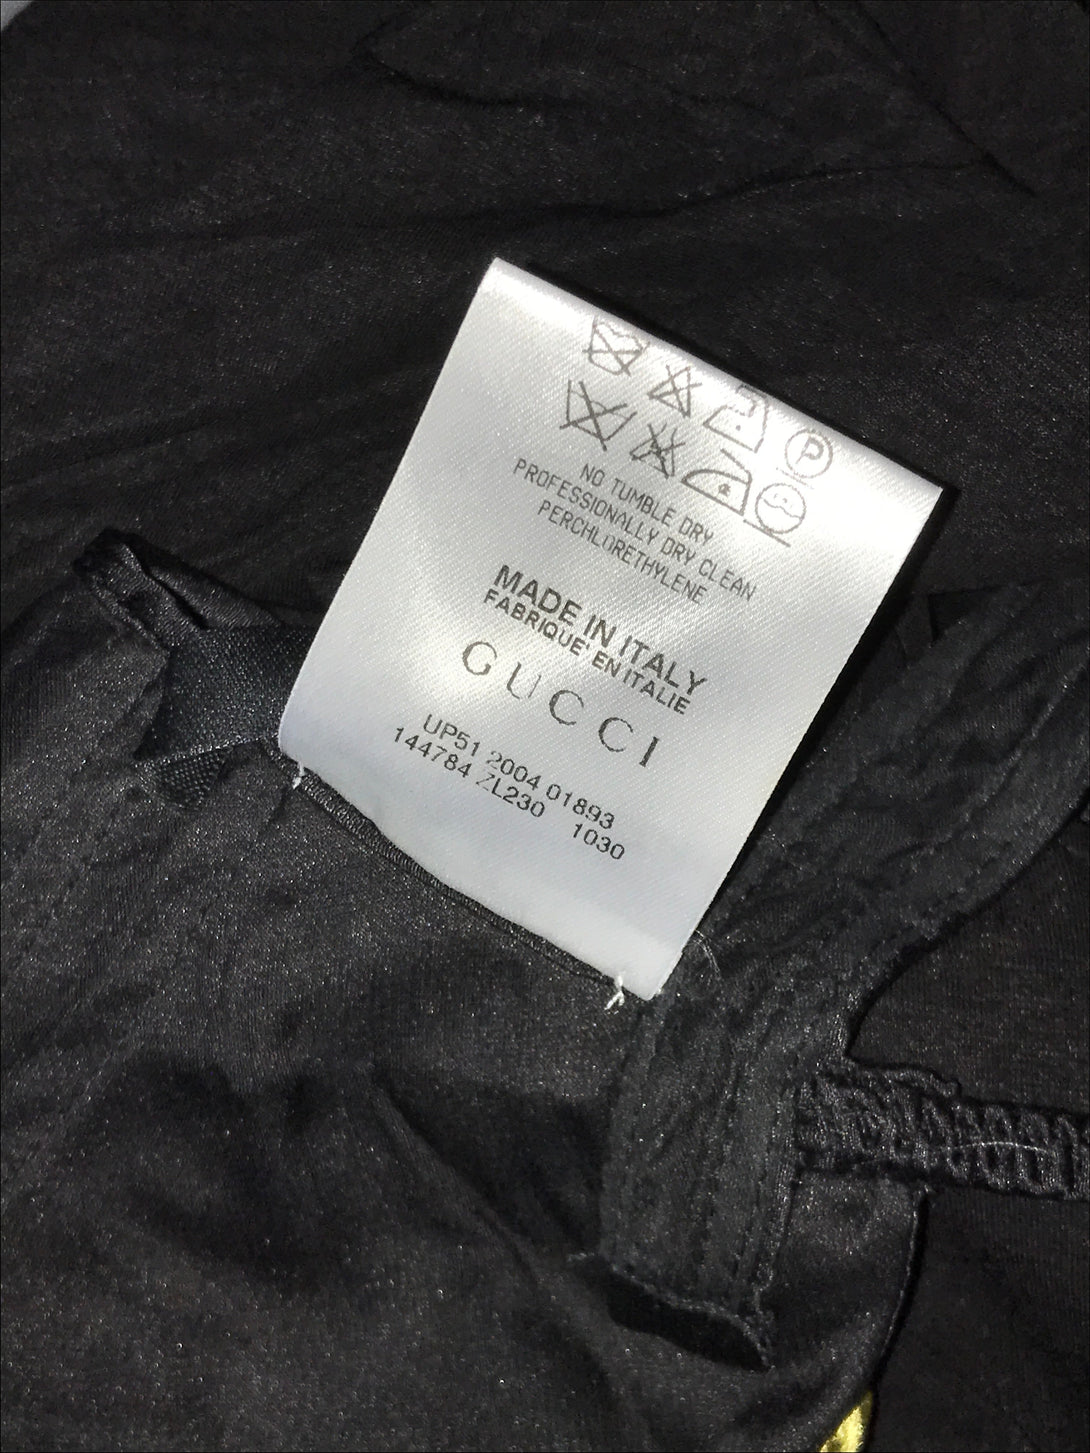 P
NO TUMBLE DRY
PROFESSIONALLY DRY CLEAN
PERCHLORETHYLENE
MADE IN ITALY
FABRIQUE' EN ITALIE
GUCCI
UP51 2004 01893
144784 ZL230 1030